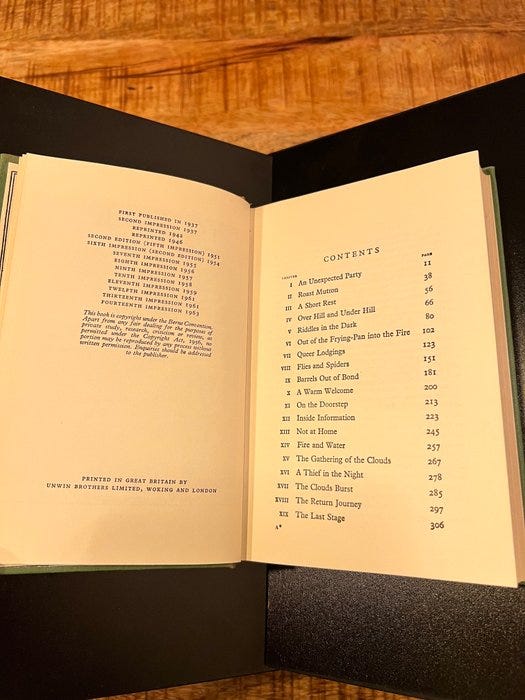 FIRST PUBLISHED IN 1937
SECOND IMPRESSION 1937
REPRINTED 1942
REPRINTED 1946
SECOND EDITION (FIFTH IMPRESSION) 1951
SIXTH IMPRESSION (SECOND EDITION) 1954
SEVENTH IMPRESSION 1955
EIGHTH IMPRESSION 1956
NINTH IMPRESSION 1957
TENTH IMPRESSION 1958
ELEVENTH IMPRESSION 1959
TWELFTH IMPRESSION 1961
THIRTEENTH IMPRESSION 1961
FOURTEENTH IMPRESSION 1963
This book is copyright under the Berne Convention.
Apart from any fair dealing for the purpose of
private study, research, criticism or review, as
permitted under the Copyright Act, 1956, no
portion may be reproduced by any process without
written permission. Enquiries should be addressed
to the publisher.
PRINTED IN GREAT BRITAIN BY
UNWIN BROTHERS LIMITED, WOKING AND LONDON
CONTENTS
CHAPTER PAGE
I An Unexpected Party 11
II Roast Mutton 38
III A Short Rest 56
IV Over Hill and Under Hill 66
V Riddles in the Dark 80
VI Out of the Frying-Pan into the Fire 102
VII Queer Lodgings 123
VIII Flies and Spiders 151
IX Barrels Out of Bond 181
X A Warm Welcome 200
XI On the Doorstep 213
XII Inside Information 223
XIII Not at Home 245
XIV Fire and Water 257
XV The Gathering of the Clouds 267
XVI A Thief in the Night 278
XVII The Clouds Burst 285
XVIII The Return Journey 297
XIX The Last Stage 306
A*